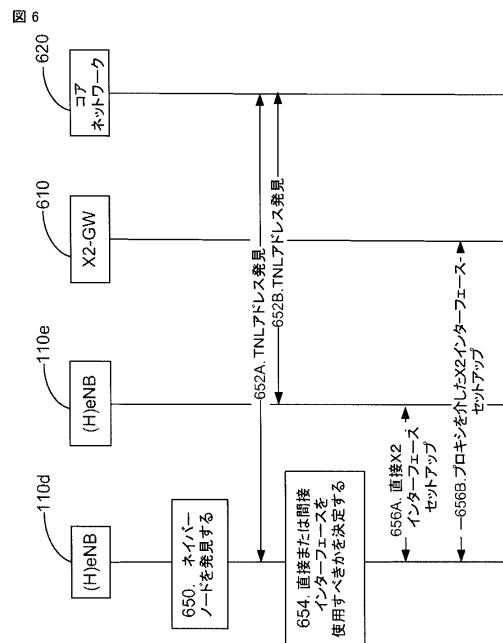 図 6
110d
(H)eNB
110e
(H)eNB
610
X2-GW
620
コア
ネットワーク
650. ネイバー
ノードを発見する
652A. TNLアドレス発見
652B. TNLアドレス発見
654. 直接または間接
インターフェースを
使用すべきかを決定する
656A. 直接X2
インターフェース
セットアップ
656B. プロキシを介したX2インターフェース
セットアップ